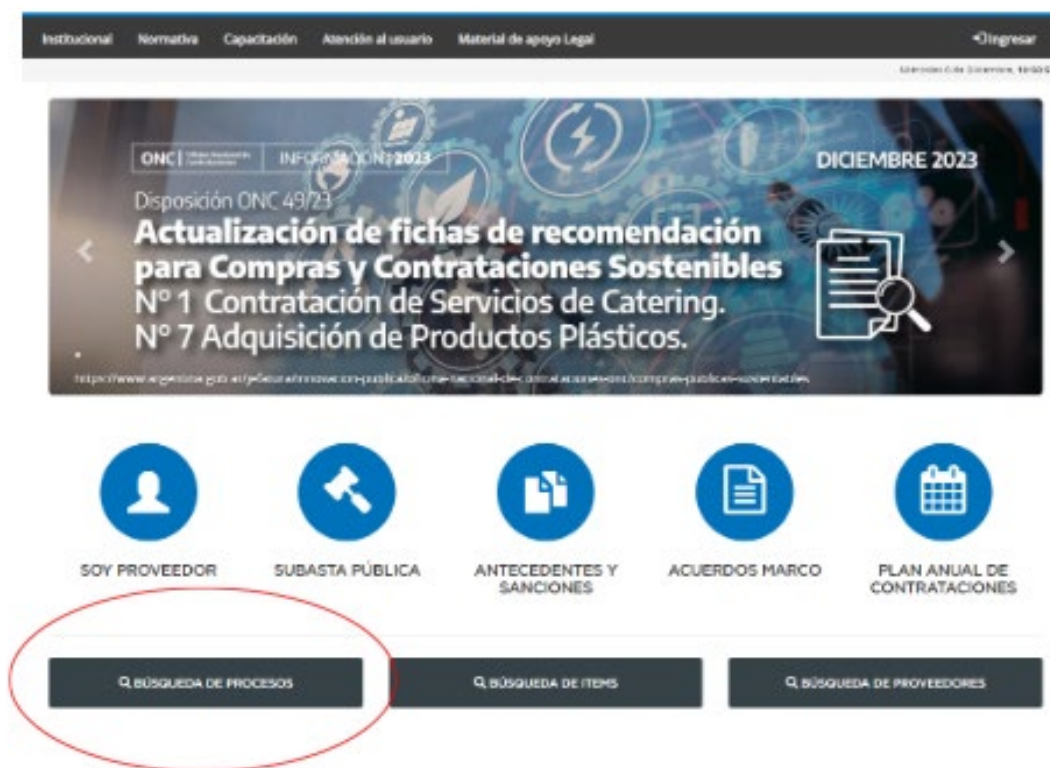 Institucional Normativa Capacitación Atención al usuario Material de apoyo Legal Ingresar
ONC INFORMACIÓN 2023
DICIEMBRE 2023
Disposición ONC 49/23
Actualización de fichas de recomendación
para Compras y Contrataciones Sostenibles
N° 1 Contratación de Servicios de Catering.
N° 7 Adquisición de Productos Plásticos.
SOY PROVEEDOR
SUBASTA PÚBLICA
ANTECEDENTES Y
SANCIONES
ACUERDOS MARCO
PLAN ANUAL DE
CONTRATACIONES
BÚSQUEDA DE PROCESOS
BÚSQUEDA DE ITEMS
BÚSQUEDA DE PROVEEDORES